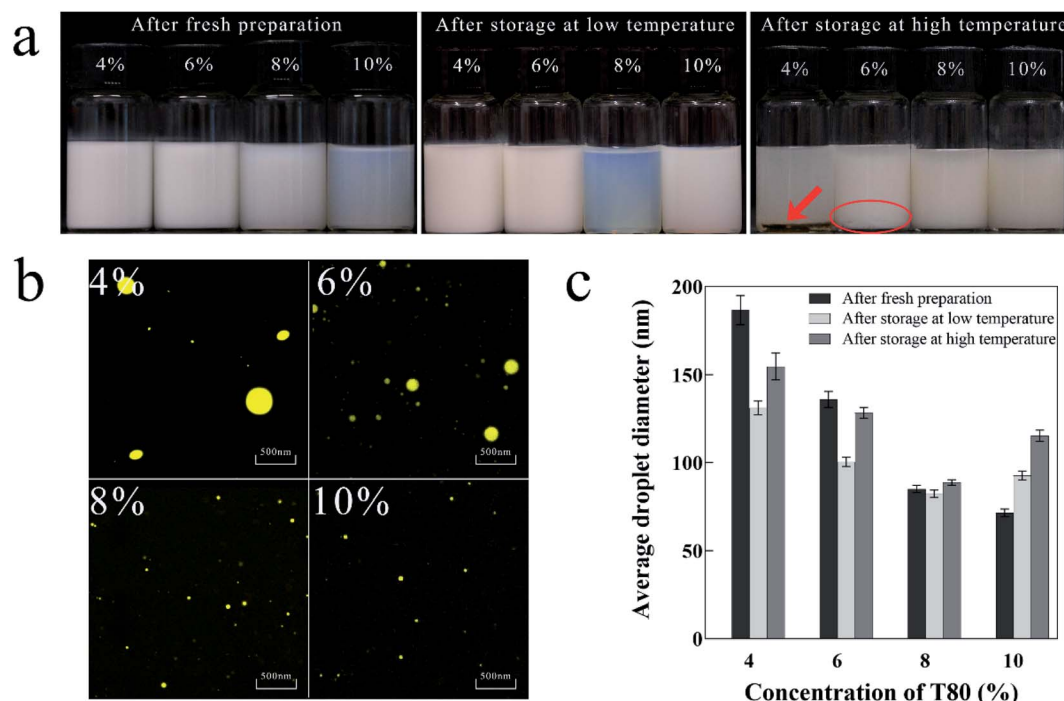 a
After fresh preparation
4% 6% 8% 10%
After storage at low temperature
4% 6% 8% 10%
After storage at high temperature
4% 6% 8% 10%
b
4%
6%
500nm
500nm
8%
10%
500nm
500nm
c
Average droplet diameter (nm)
200
150
100
50
0
After fresh preparation
After storage at low temperature
After storage at high temperature
4 6 8 10
Concentration of T80 (%)